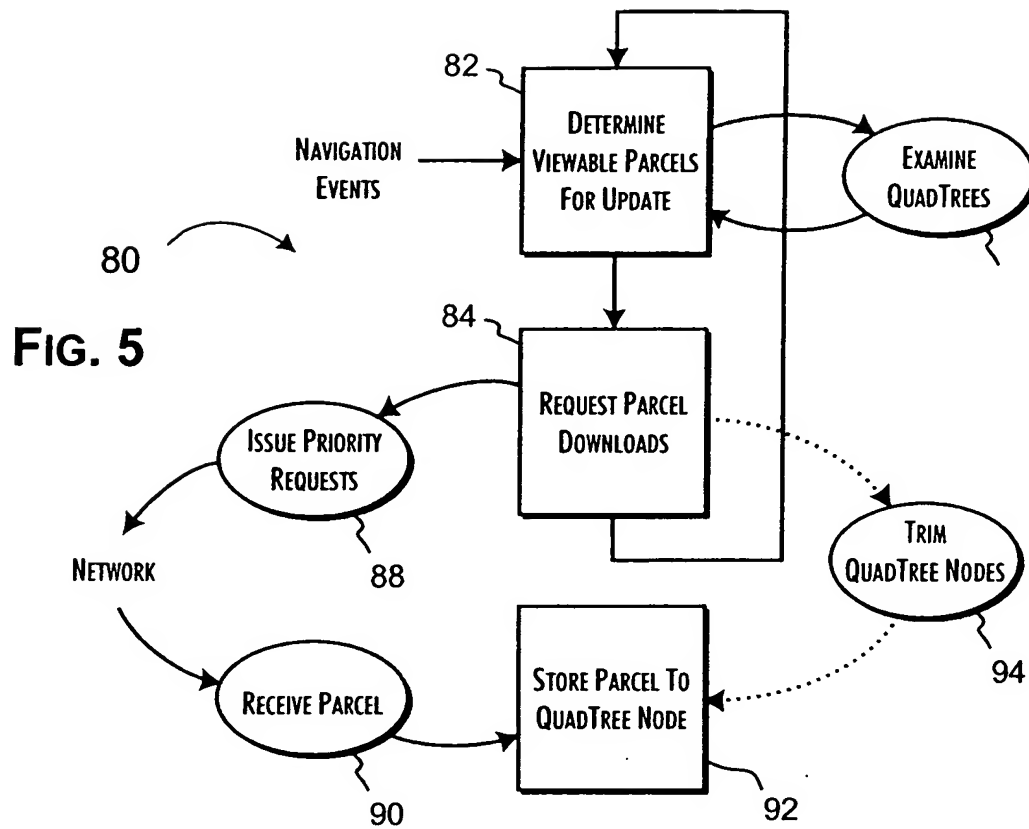 82
DETERMINE
VIEWABLE PARCELS
FOR UPDATE
NAVIGATION
EVENTS
EXAMINE
QUADTREES
80
FIG. 5
84
REQUEST PARCEL
DOWNLOADS
ISSUE PRIORITY
REQUESTS
88
TRIM
QUADTREE NODES
94
NETWORK
RECEIVE PARCEL
90
STORE PARCEL TO
QUADTREE NODE
92